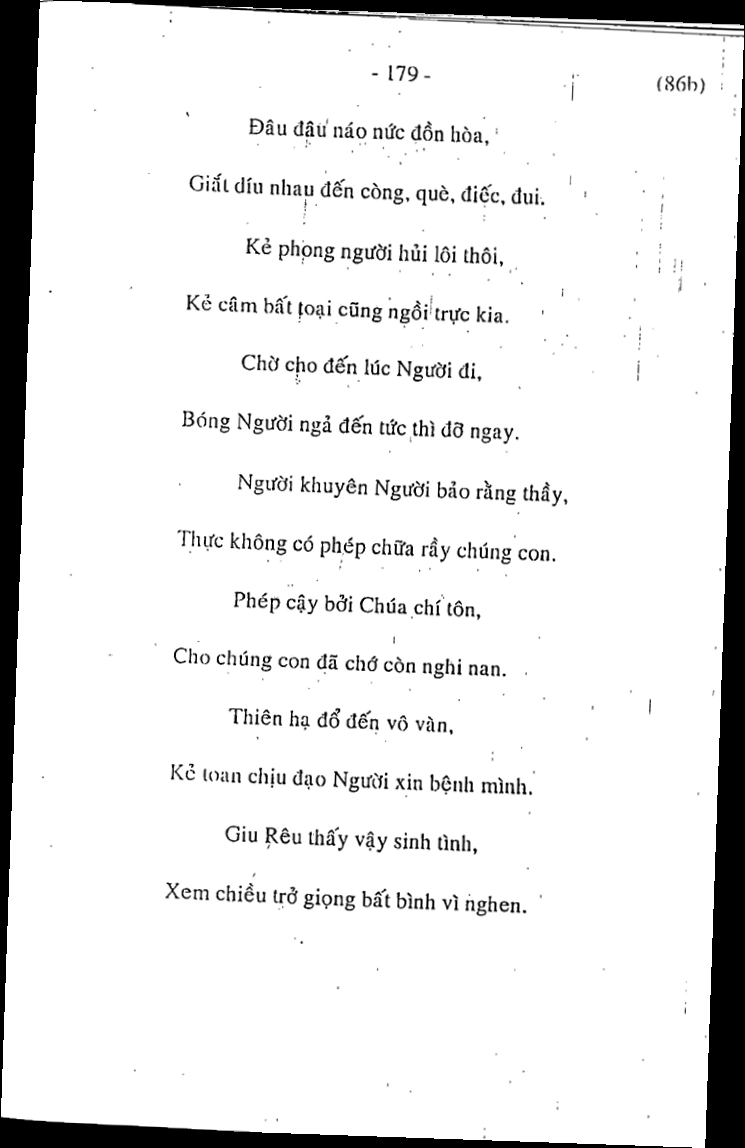 - 179 -
(86b)
Đâu đâu náo nức đồn hòa,
Giắt díu nhau đến còng, què, điếc, đui.
Kẻ phong người hủi lôi thôi,
Kẻ câm bất toại cũng ngồi trực kia.
Chờ cho đến lúc Người đi,
Bóng Người ngả đến tức thì đỡ ngay.
Người khuyên Người bảo rằng thầy,
Thực không có phép chữa rầy chúng con.
Phép cậy bởi Chúa chí tôn,
Cho chúng con đã chớ còn nghi nan.
Thiên hạ đổ đến vô vàn,
Kẻ toan chịu đạo Người xin bệnh mình.
Giu Rêu thấy vậy sinh tình,
Xem chiều trở giọng bất bình vì nghen.